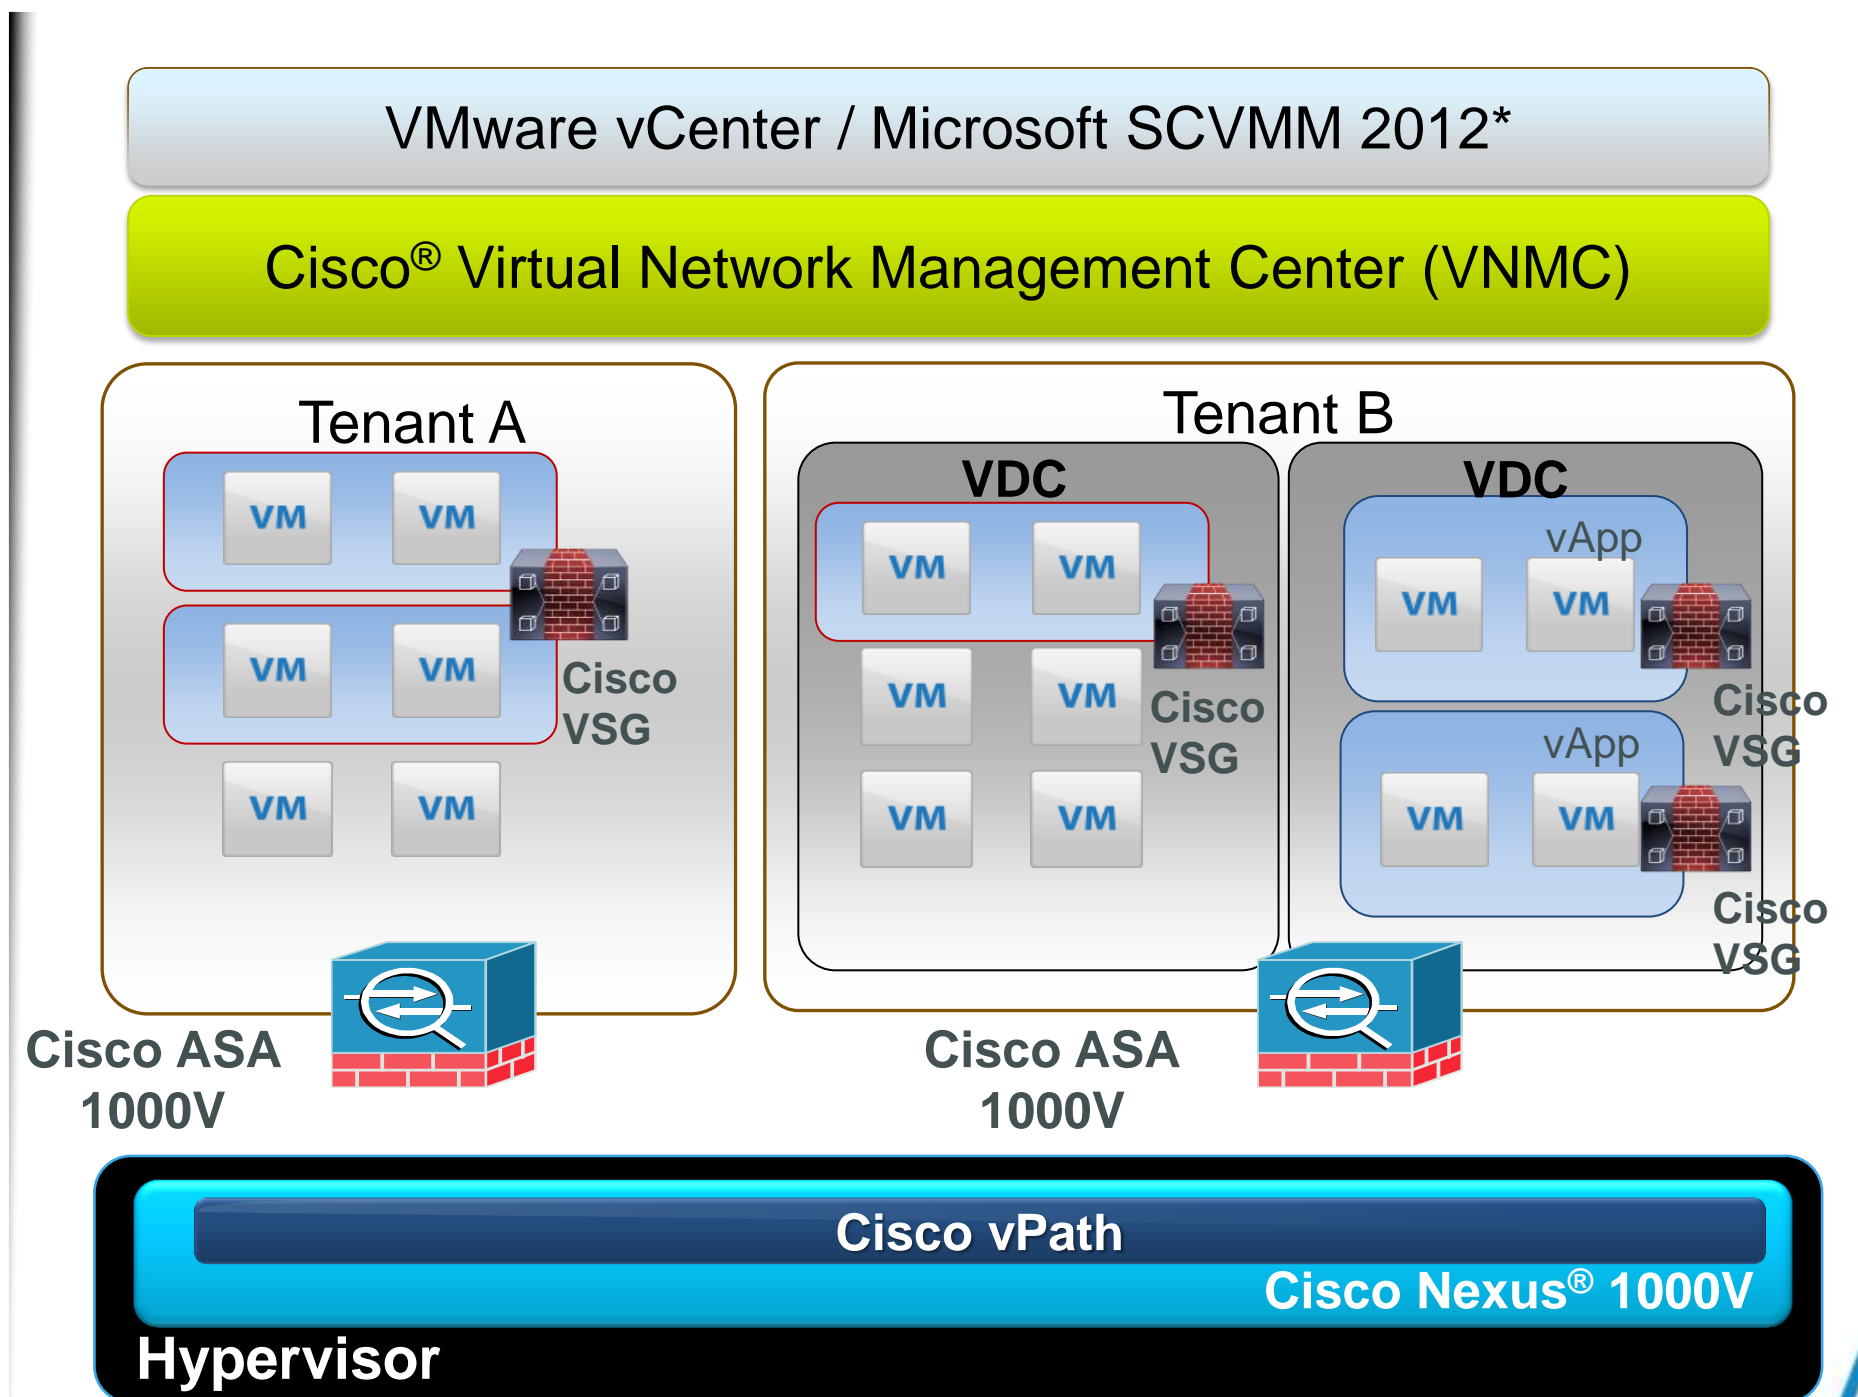 VMware vCenter / Microsoft SCVMM 2012*
Cisco® Virtual Network Management Center (VNMC)
Tenant A
VM VM
VM VM
Cisco
VSG
VM VM
Cisco ASA
1000V
Tenant B
VDC
VM VM
VM VM
Cisco
VSG
VM VM
VDC
vApp
VM VM
Cisco
VSG
vApp
VM VM
Cisco
VSG
Cisco ASA
1000V
Cisco vPath
Cisco Nexus® 1000V
Hypervisor